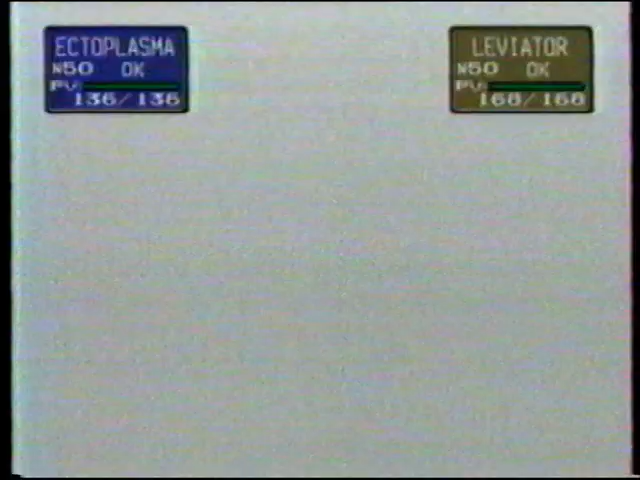 ECTOPLASMA
N50 OK
PV:
136/136
LEVIATOR
N50 OK
PV:
168/168